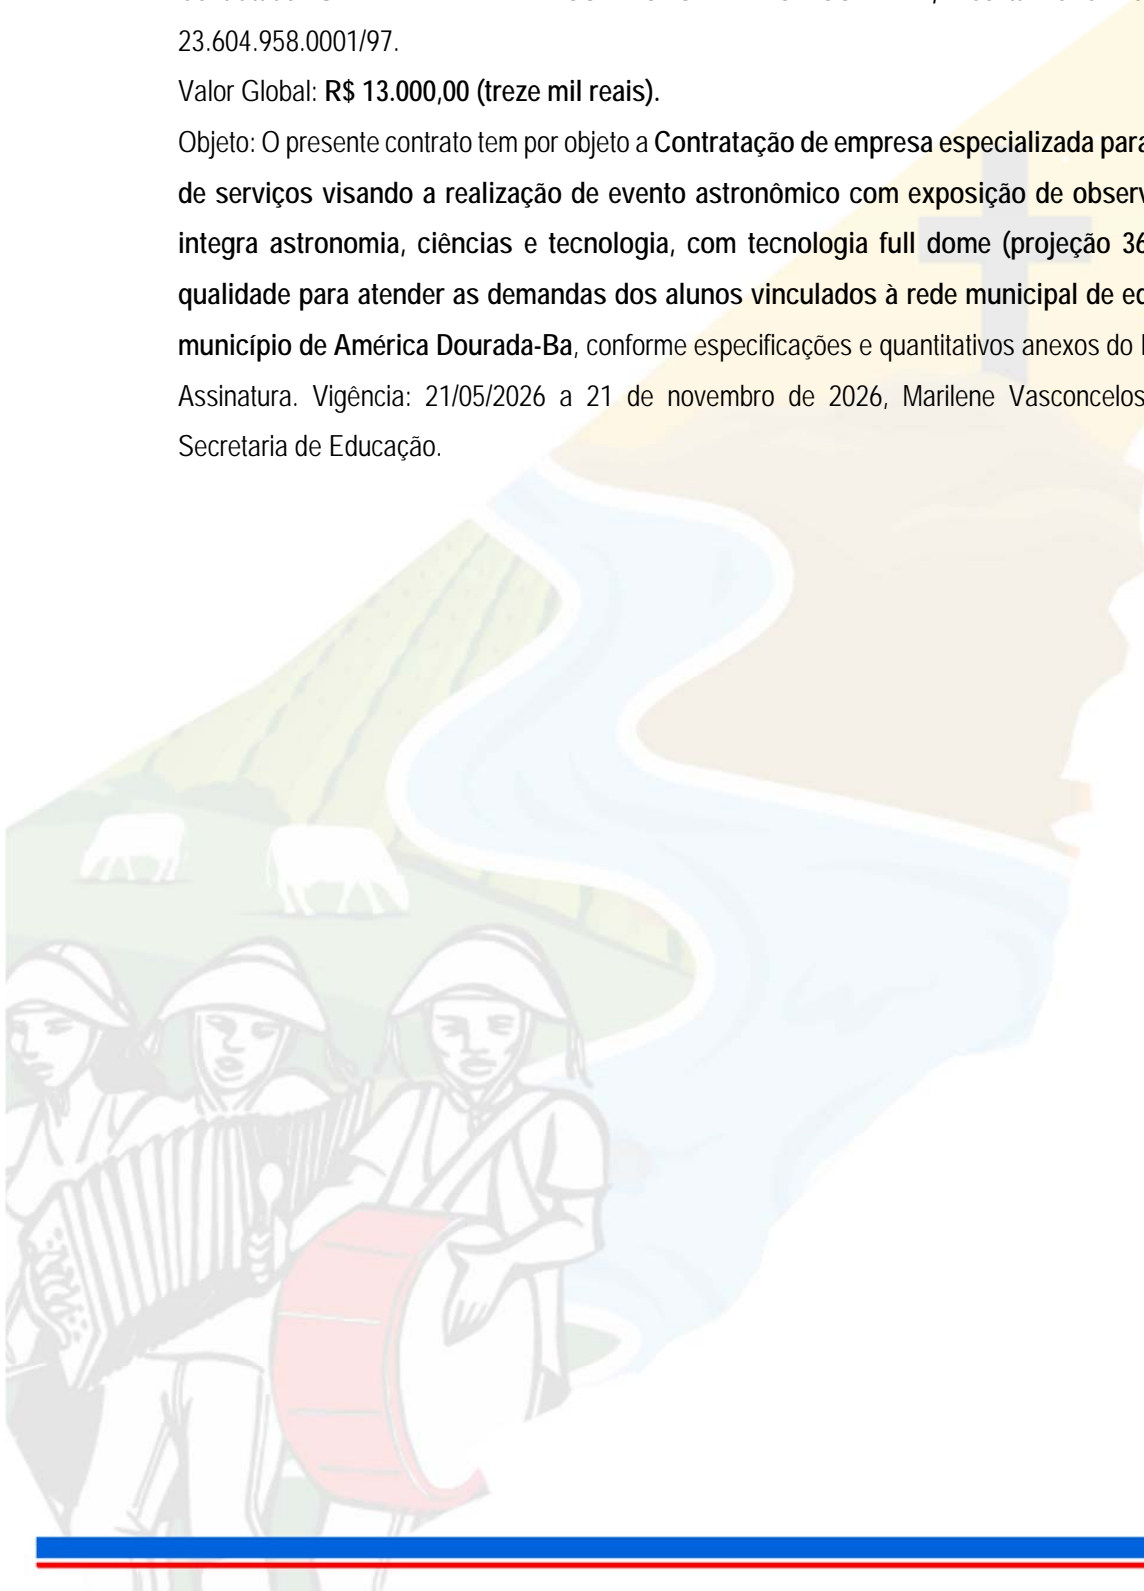 23.604.958.0001/97.
Valor Global: R$ 13.000,00 (treze mil reais).
Objeto: O presente contrato tem por objeto a Contratação de empresa especializada para
de serviços visando a realização de evento astronômico com exposição de observ
integra astronomia, ciências e tecnologia, com tecnologia full dome (projeção 36
qualidade para atender as demandas dos alunos vinculados à rede municipal de ed
município de América Dourada-Ba, conforme especificações e quantitativos anexos do
Assinatura. Vigência: 21/05/2026 a 21 de novembro de 2026, Marilene Vasconcelos
Secretaria de Educação.